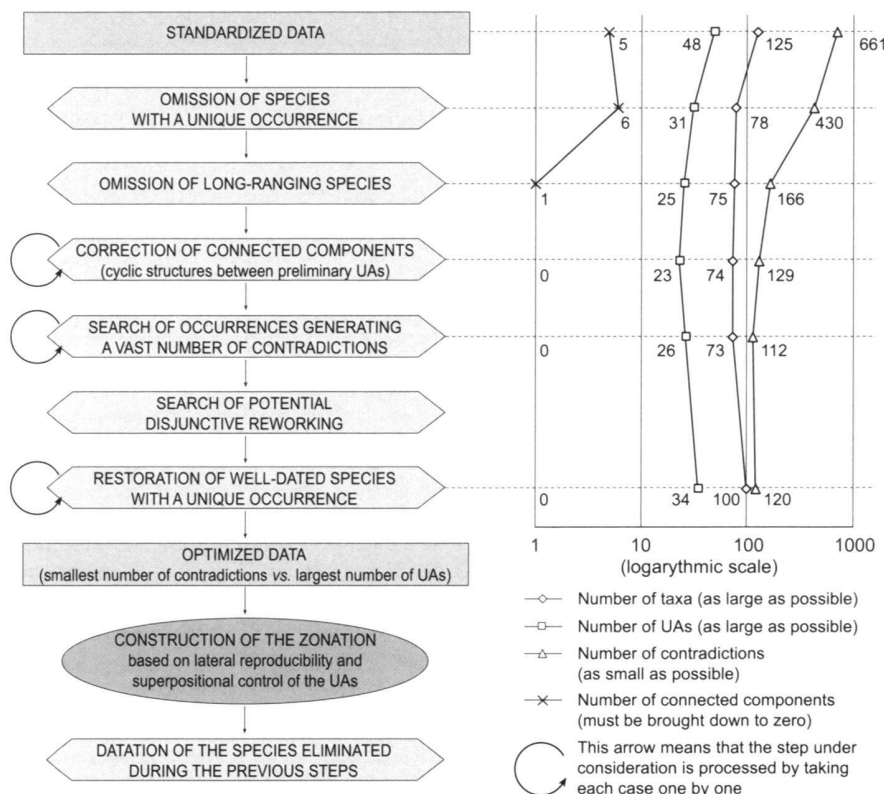 STANDARDIZED DATA
5 48 125 661
OMISSION OF SPECIES
WITH A UNIQUE OCCURRENCE
6 31 78 430
OMISSION OF LONG-RANGING SPECIES
1 25 75 166
CORRECTION OF CONNECTED COMPONENTS
(cyclic structures between preliminary UAs)
0 23 74 129
SEARCH OF OCCURRENCES GENERATING
A VAST NUMBER OF CONTRADICTIONS
0 26 73 112
SEARCH OF POTENTIAL
DISJUNCTIVE REWORKING
RESTORATION OF WELL-DATED SPECIES
WITH A UNIQUE OCCURRENCE
0 34 100 120
OPTIMIZED DATA
(smallest number of contradictions vs. largest number of UAs)
CONSTRUCTION OF THE ZONATION
based on lateral reproducibility and
superpositional control of the UAs
DATATION OF THE SPECIES ELIMINATED
DURING THE PREVIOUS STEPS
1 10 100 1000
(logarythmic scale)
Number of taxa (as large as possible)
Number of UAs (as large as possible)
Number of contradictions
(as small as possible)
Number of connected components
(must be brought down to zero)
This arrow means that the step under
consideration is processed by taking
each case one by one